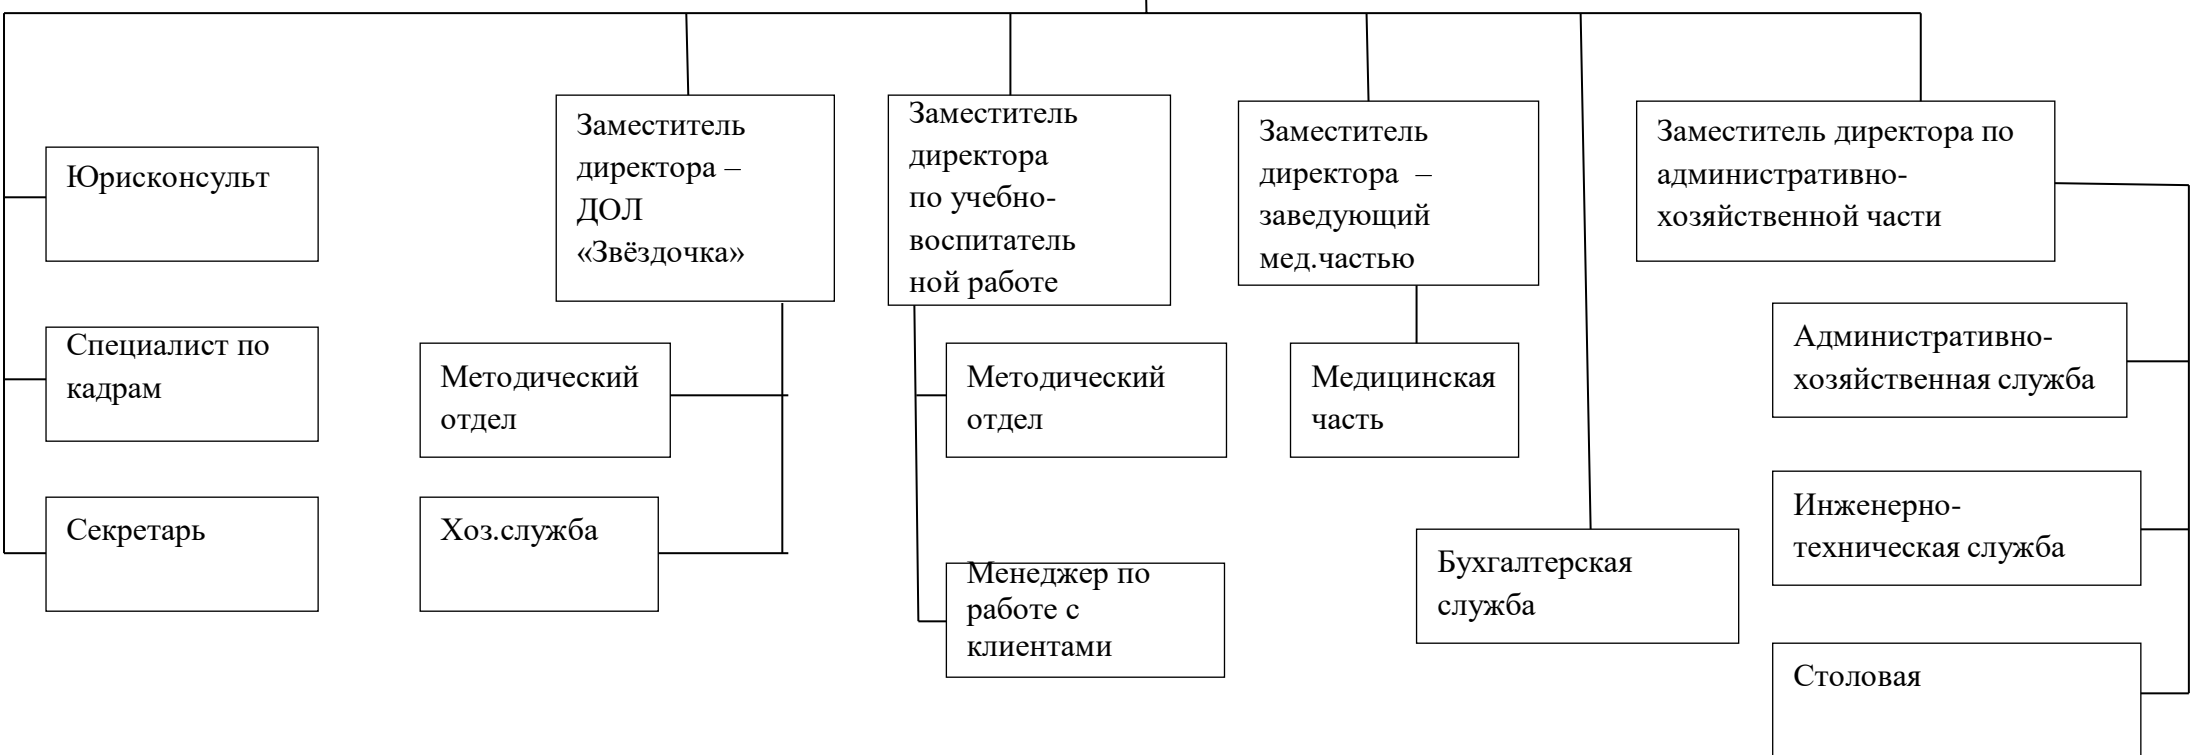 Юрисконсульт
Специалист по
кадрам
Секретарь
Заместитель
директора –
ДОЛ
«Звёздочка»
Методический
отдел
Хоз.служба
Заместитель
директора
по учебно-
воспитатель
ной работе
Методический
отдел
Менеджер по
работе с
клиентами
Заместитель
директора –
заведующий
мед.частью
Медицинская
часть
Бухгалтерская
служба
Заместитель директора по
административно-
хозяйственной части
Административно-
хозяйственная служба
Инженерно-
техническая служба
Столовая